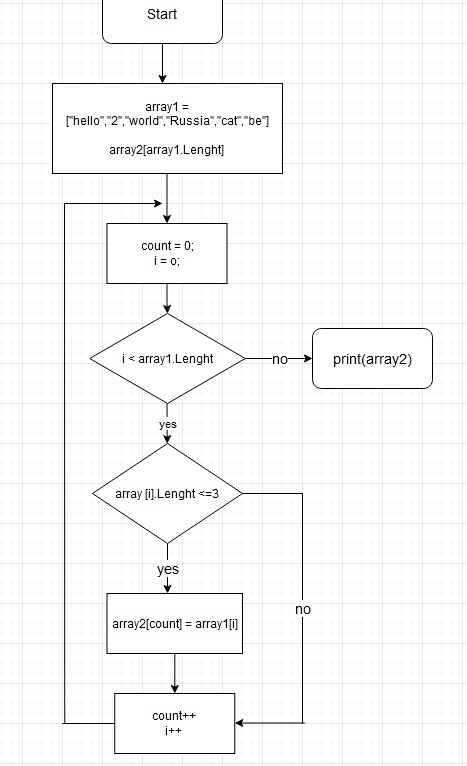 Start
array1 =
["hello","2","world","Russia","cat","be"]
array2[array1.Lenght]
count = 0;
i = o;
i < array1.Lenght
no
print(array2)
yes
array [i].Lenght <=3
yes
no
array2[count] = array1[i]
count++
i++